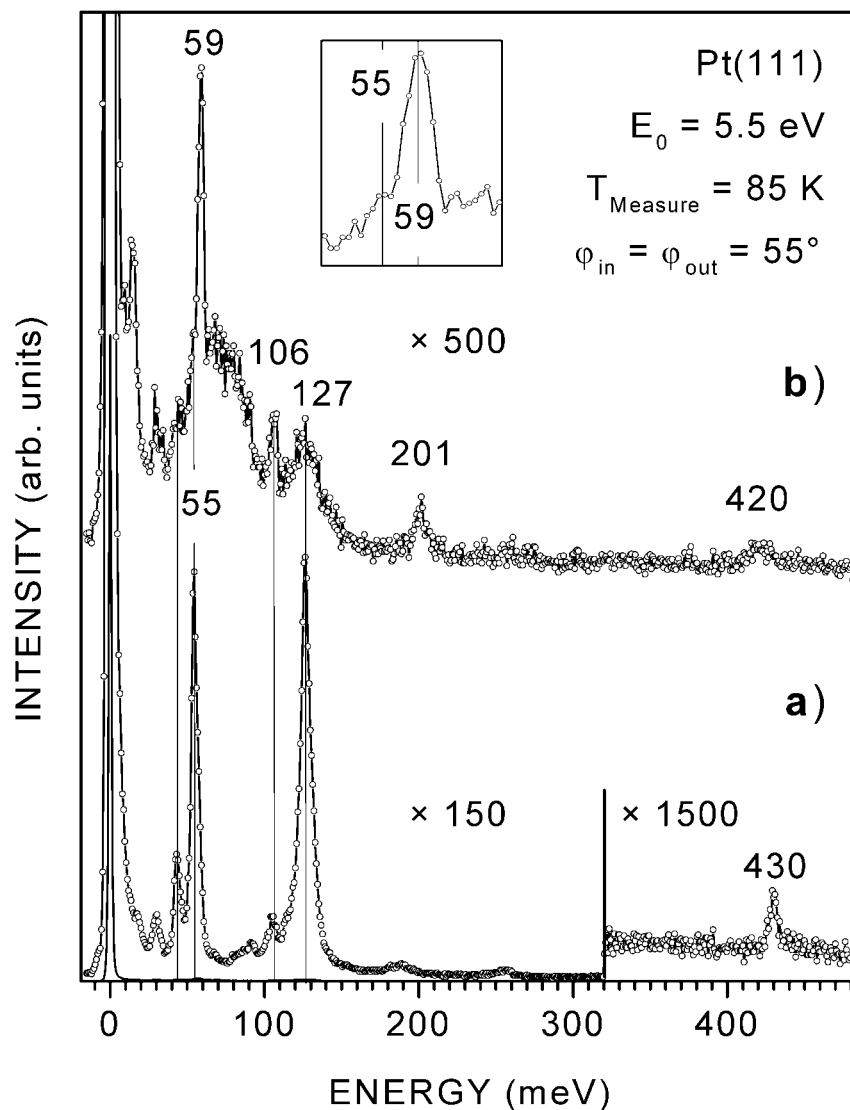 59
55
59
Pt(111)
E0 = 5.5 eV
TMeasure = 85 K
φin = φout = 55°
× 500
106
127
b)
201
420
55
a)
× 150
× 1500
430
INTENSITY (arb. units)
0 100 200 300 400
ENERGY (meV)